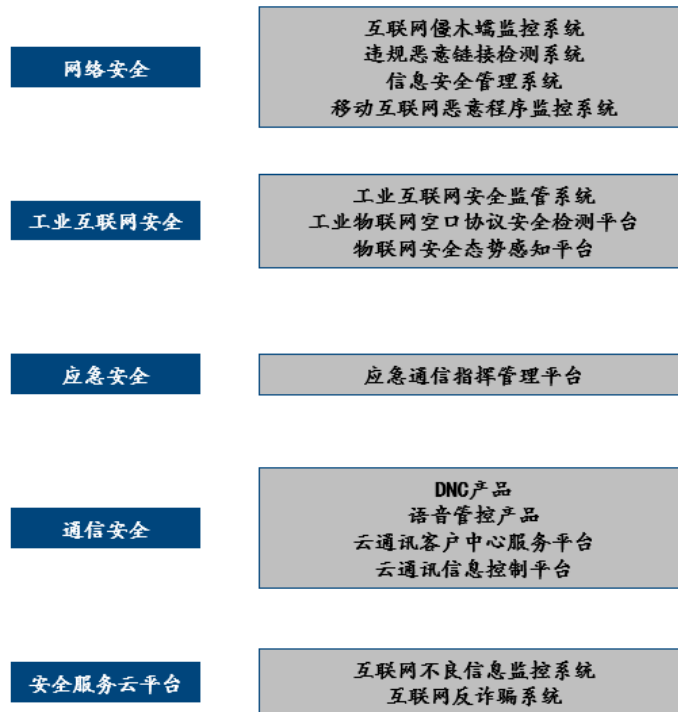 网络安全
互联网僵木蠕监控系统
违规恶意链接检测系统
信息安全管理系统
移动互联网恶意程序监控系统
工业互联网安全
工业互联网安全监管系统
工业物联网空口协议安全检测平台
物联网安全态势感知平台
应急安全
应急通信指挥管理平台
通信安全
DNC产品
语音管控产品
云通讯客户中心服务平台
云通讯信息控制平台
安全服务云平台
互联网不良信息监控系统
互联网反诈骗系统